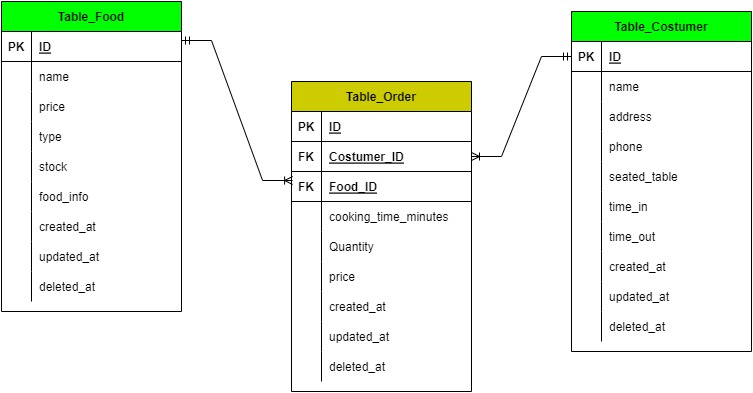 Table_Food
PK ID
name
price
type
stock
food_info
created_at
updated_at
deleted_at
Table_Order
PK ID
FK Costumer_ID
FK Food_ID
cooking_time_minutes
Quantity
price
created_at
updated_at
deleted_at
Table_Costumer
PK ID
name
address
phone
seated_table
time_in
time_out
created_at
updated_at
deleted_at